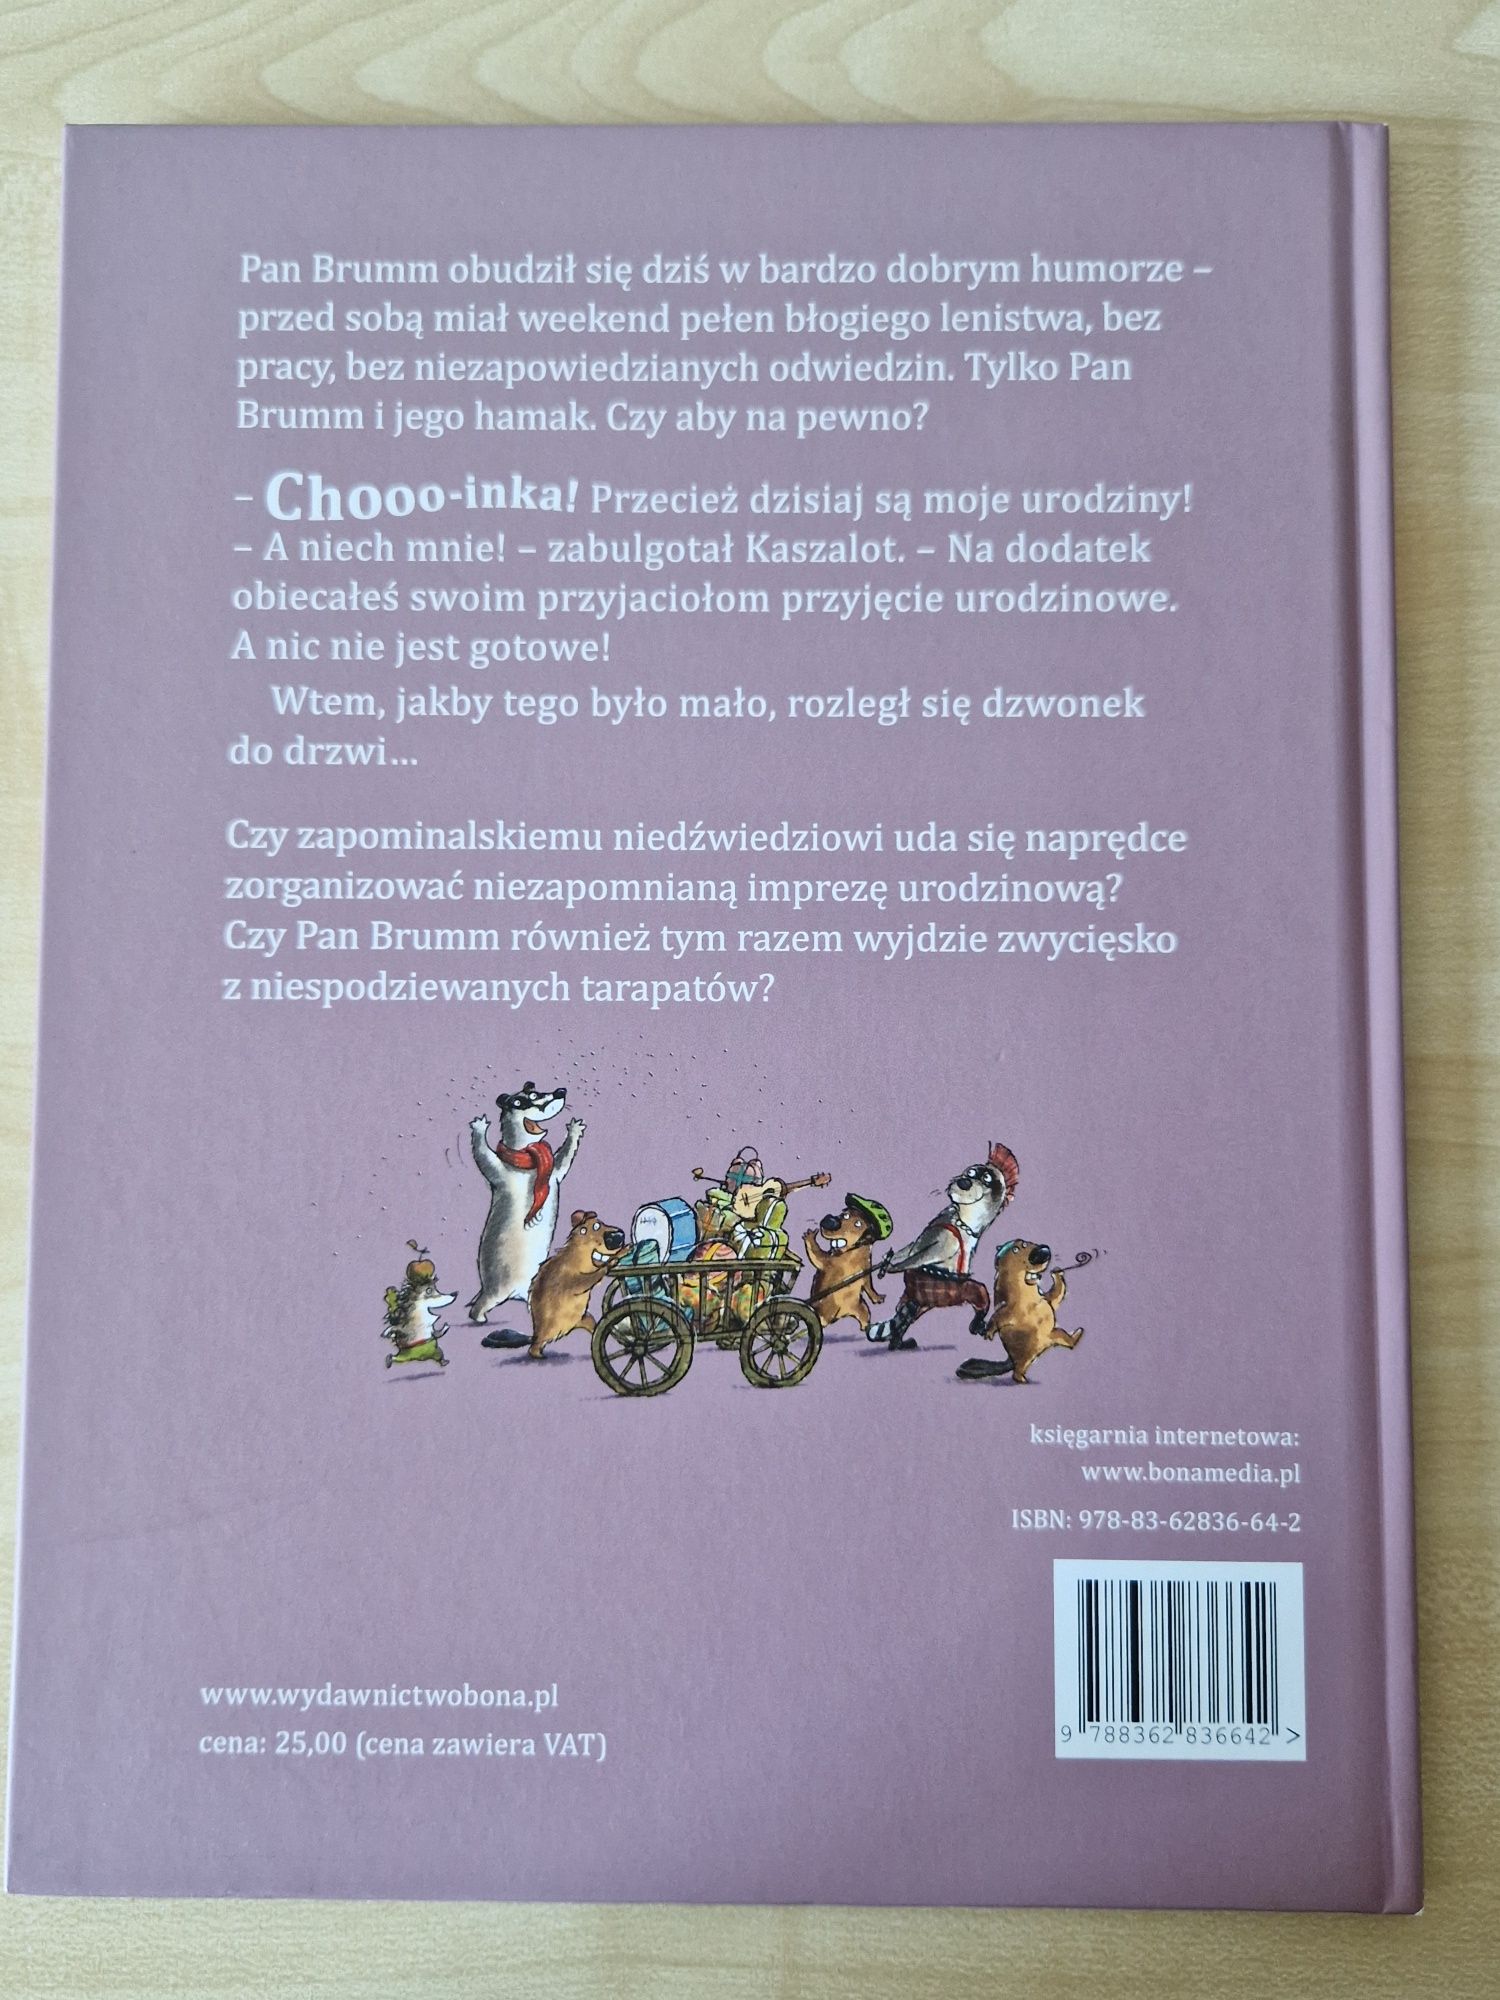 Pan Brumm obudził się dziś w bardzo dobrym humorze –
przed sobą miał weekend pełen błogiego lenistwa, bez
pracy, bez niezapowiedzianych odwiedzin. Tylko Pan
Brumm i jego hamak. Czy aby na pewno?
– Chooo-inka! Przecież dzisiaj są moje urodziny!
– A niech mnie! – zabulgotał Kaszalot. – Na dodatek
obiecałeś swoim przyjaciołom przyjęcie urodzinowe.
A nic nie jest gotowe!
Wtem, jakby tego było mało, rozległ się dzwonek
do drzwi...
Czy zapominalskiemu niedźwiedziowi uda się naprędce
zorganizować niezapomnianą imprezę urodzinową?
Czy Pan Brumm również tym razem wyjdzie zwycięsko
z niespodziewanych tarapatów?
księgarnia internetowa:
www.bonamedia.pl
ISBN: 978-83-62836-64-2
9 788362 836642 >
www.wydawnictwobona.pl
cena: 25,00 (cena zawiera VAT)